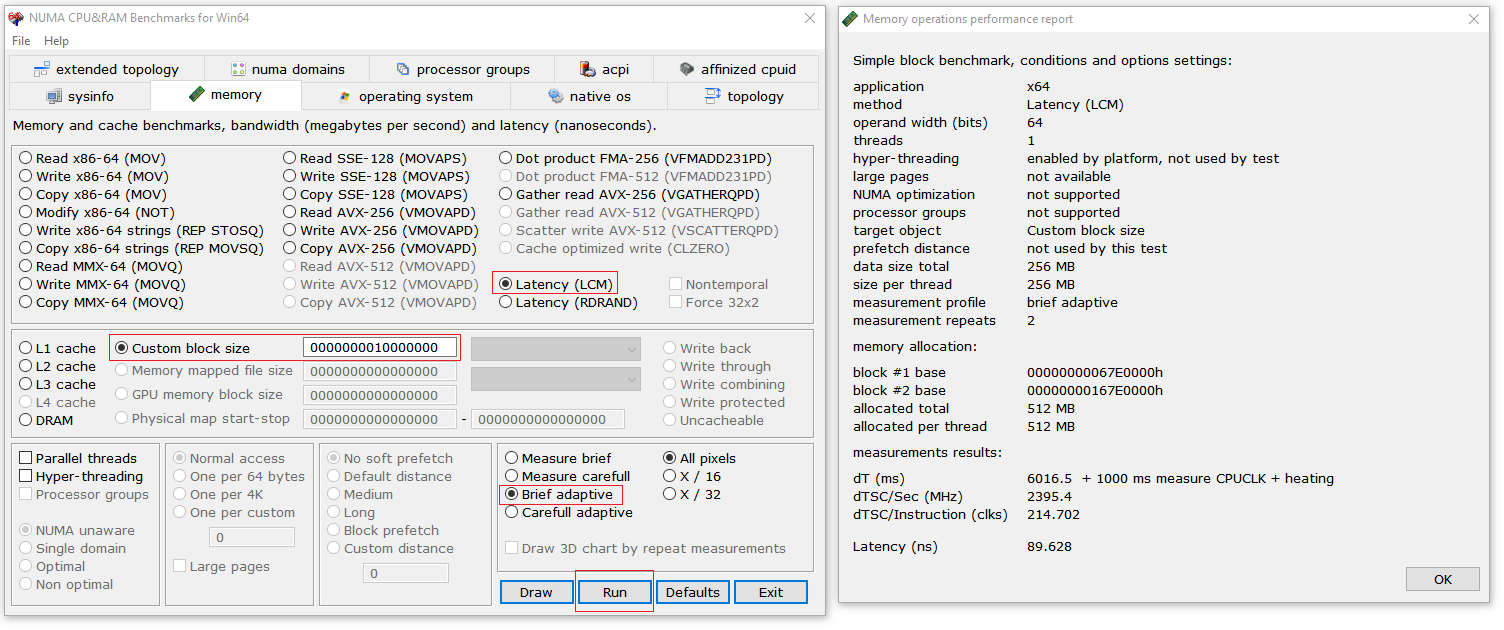 NUMA CPU&RAM Benchmarks for Win64
File Help
extended topology numa domains processor groups acpi affinized cpuid
sysinfo memory operating system native os topology
Memory and cache benchmarks, bandwidth (megabytes per second) and latency (nanoseconds).
Read x86-64 (MOV) Read SSE-128 (MOVAPS) Dot product FMA-256 (VFMADD231PD)
Write x86-64 (MOV) Write SSE-128 (MOVAPS) Dot product FMA-512 (VFMADD231PD)
Copy x86-64 (MOV) Copy SSE-128 (MOVAPS) Gather read AVX-256 (VGATHERQPD)
Modify x86-64 (NOT) Read AVX-256 (VMOVAPD) Gather read AVX-512 (VGATHERQPD)
Write x86-64 strings (REP STOSQ) Write AVX-256 (VMOVAPD) Scatter write AVX-512 (VSCATTERQPD)
Copy x86-64 strings (REP MOVSQ) Copy AVX-256 (VMOVAPD) Cache optimized write (CLZERO)
Read MMX-64 (MOVQ) Read AVX-512 (VMOVAPD)
Write MMX-64 (MOVQ) Write AVX-512 (VMOVAPD) Latency (LCM) Nontemporal
Copy MMX-64 (MOVQ) Copy AVX-512 (VMOVAPD) Latency (RDRAND) Force 32x2
L1 cache Custom block size 0000000010000000 Write back
L2 cache Memory mapped file size 0000000000000000 Write through
L3 cache GPU memory block size 0000000000000000 Write combining
L4 cache Physical map start-stop 0000000000000000 - 0000000000000000 Write protected
DRAM Uncacheable
Parallel threads Normal access No soft prefetch Measure brief All pixels
Hyper-threading One per 64 bytes Default distance Measure carefull X / 16
Processor groups One per 4K Medium Brief adaptive X / 32
One per custom Long Carefull adaptive
NUMA unaware 0 Block prefetch
Single domain Custom distance Draw 3D chart by repeat measurements
Optimal Large pages 0
Non optimal
Draw Run Defaults Exit
Memory operations performance report
Simple block benchmark, conditions and options settings:
application x64
method Latency (LCM)
operand width (bits) 64
threads 1
hyper-threading enabled by platform, not used by test
large pages not available
NUMA optimization not supported
processor groups not supported
target object Custom block size
prefetch distance not used by this test
data size total 256 MB
size per thread 256 MB
measurement profile brief adaptive
measurement repeats 2
memory allocation:
block #1 base 00000000067E0000h
block #2 base 00000000167E0000h
allocated total 512 MB
allocated per thread 512 MB
measurements results:
dT (ms) 6016.5 + 1000 ms measure CPUCLK + heating
dTSC/Sec (MHz) 2395.4
dTSC/Instruction (clks) 214.702
Latency (ns) 89.628
OK